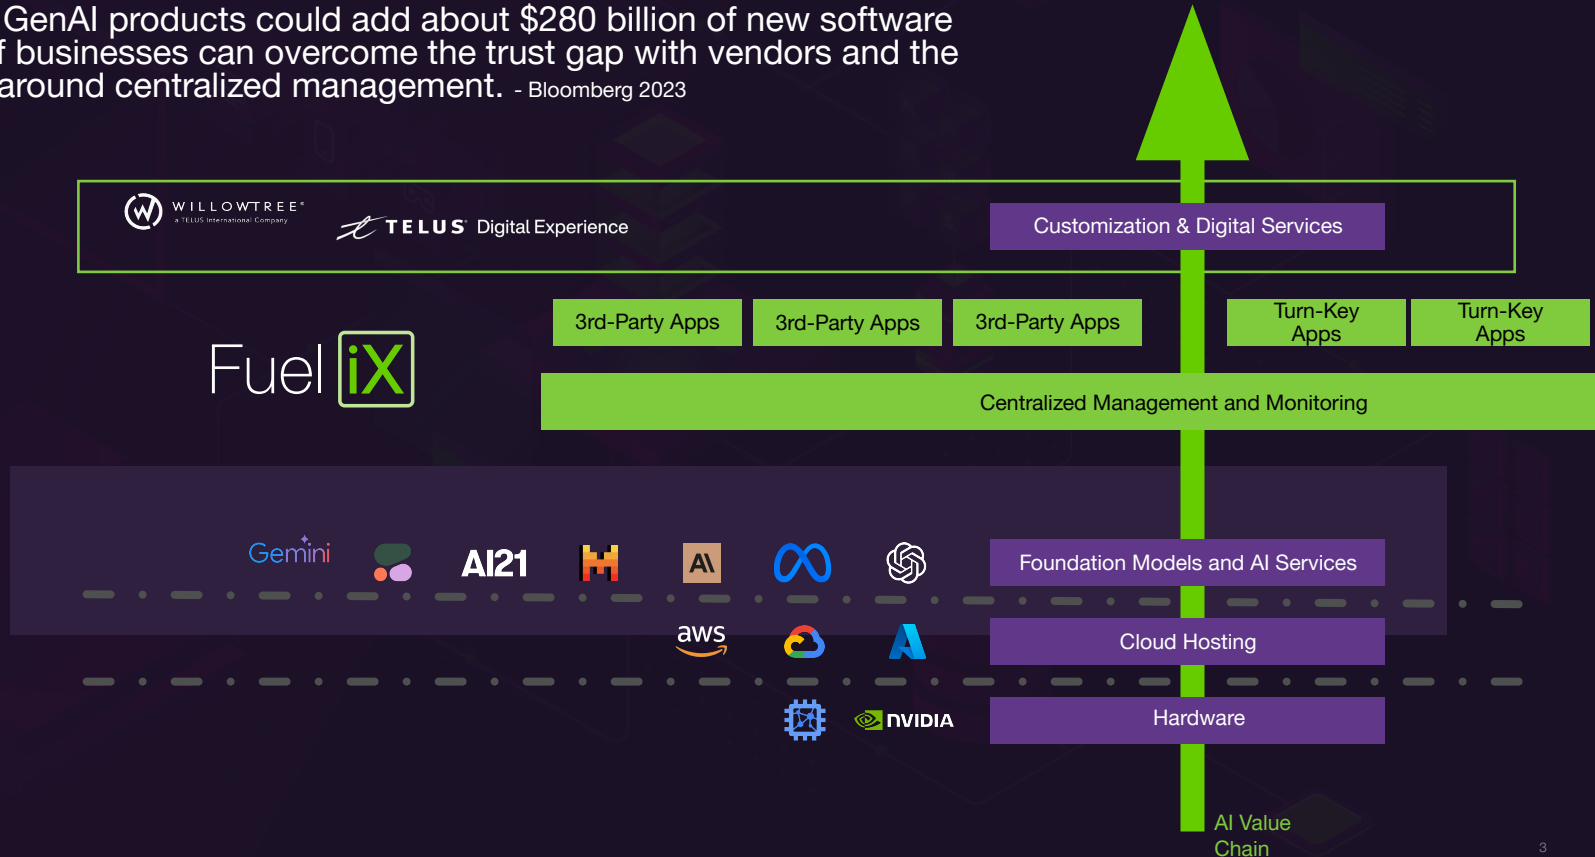 GenAI products could add about $280 billion of new software
f businesses can overcome the trust gap with vendors and the
around centralized management. - Bloomberg 2023
WILLOWTREE®
a TELUS International Company
TELUS® Digital Experience
Customization & Digital Services
3rd-Party Apps
3rd-Party Apps
3rd-Party Apps
Turn-Key
Apps
Turn-Key
Apps
Fuel iX
Centralized Management and Monitoring
Gemini
AI21
AI
Foundation Models and AI Services
aws
Cloud Hosting
NVIDIA
Hardware
AI Value
Chain
3